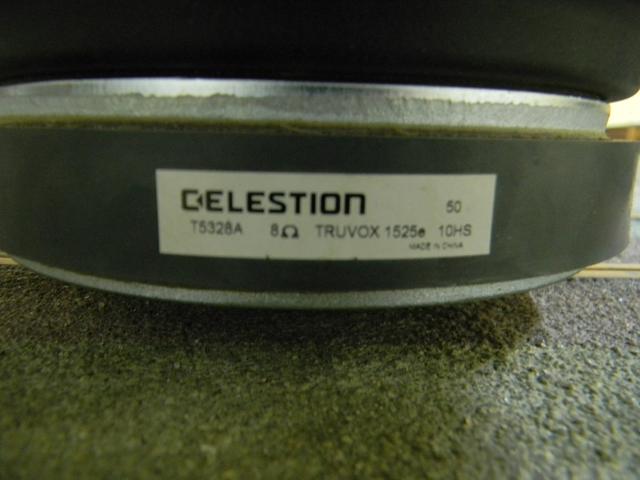 CELESTION 50
T5328A 8Ω TRUVOX 1525e 10HS
MADE IN CHINA